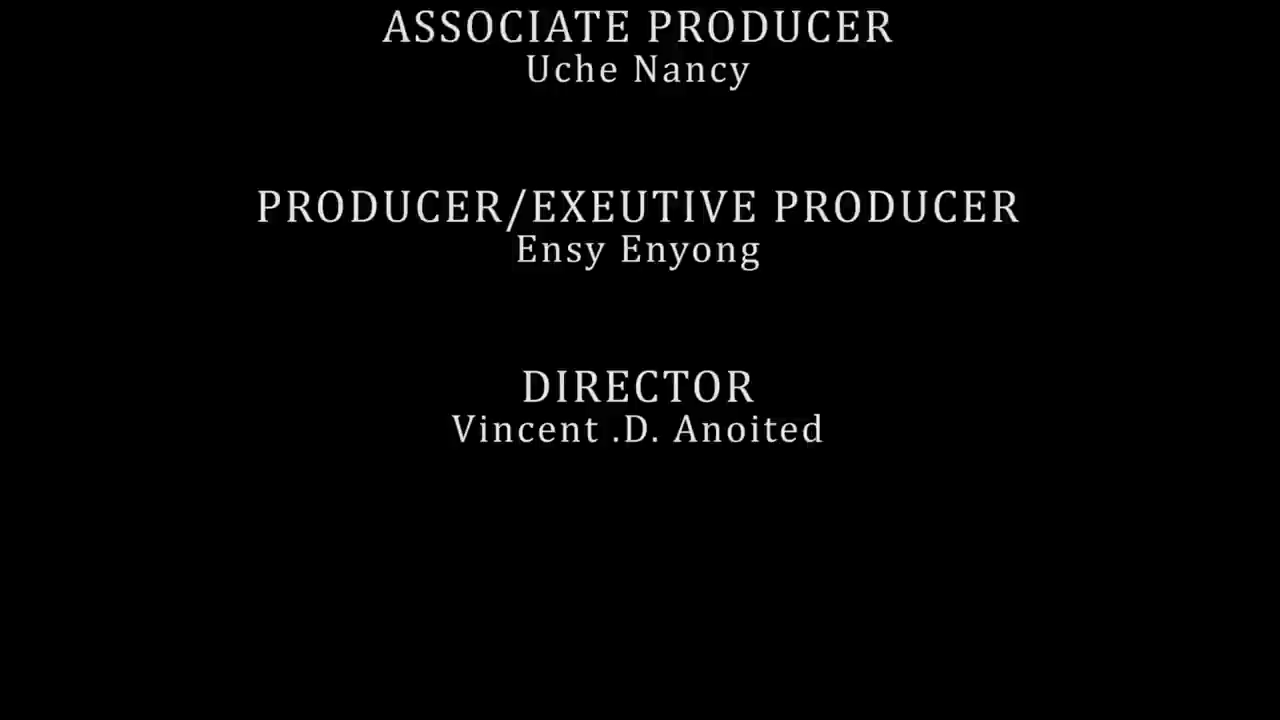 ASSOCIATE PRODUCER
Uche Nancy
PRODUCER/EXEUTIVE PRODUCER
Ensy Enyong
DIRECTOR
Vincent .D. Anoited